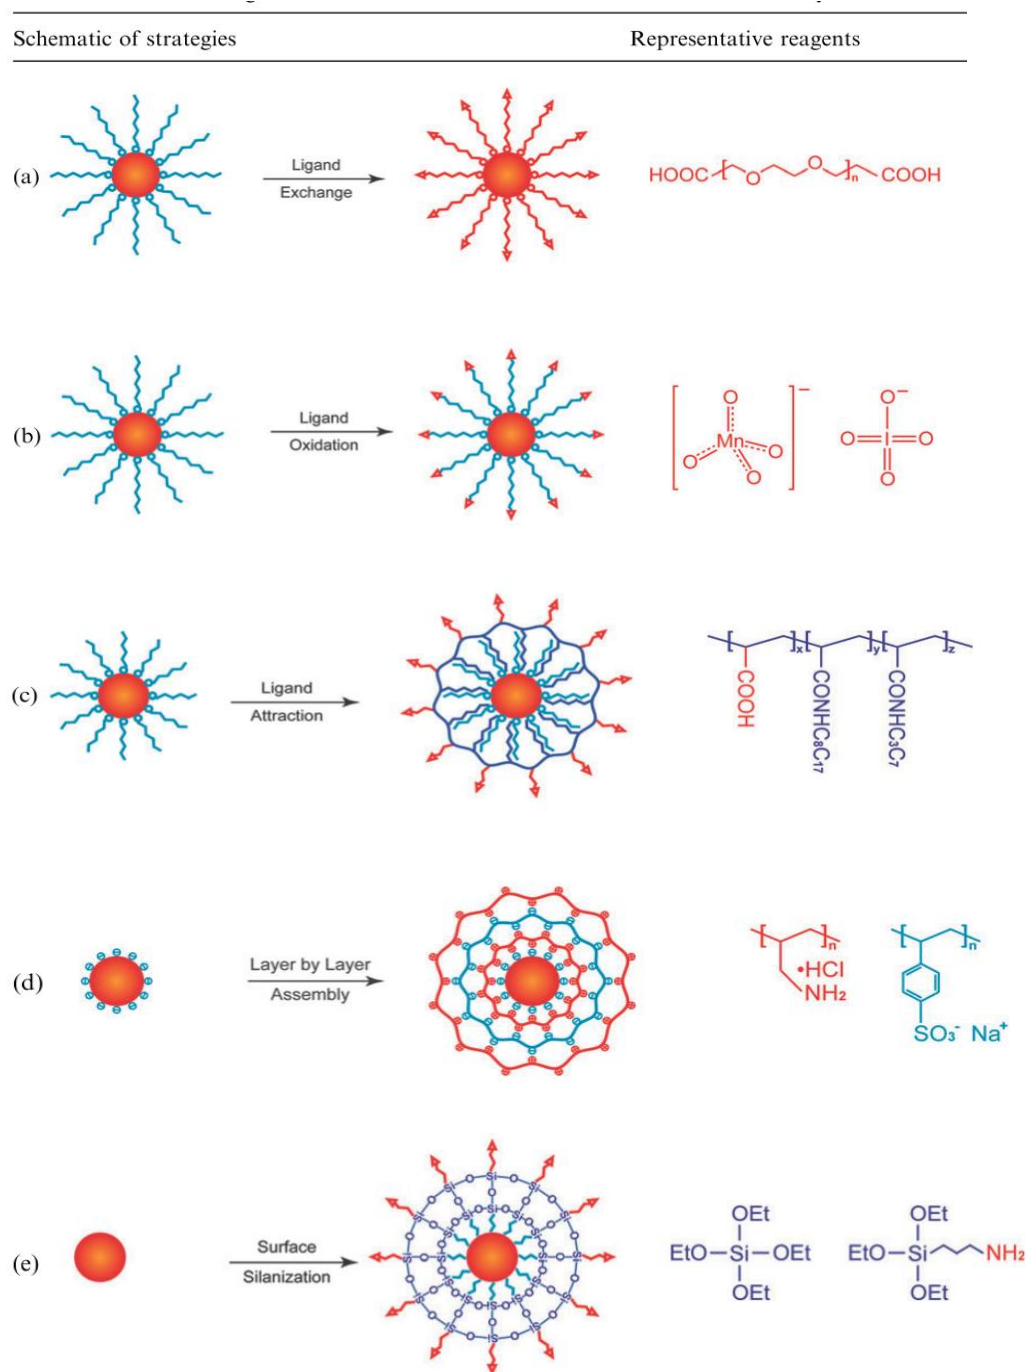 Schematic of strategies Representative reagents
(a) Ligand Exchange HOOC [ O O ]n COOH
(b) Ligand Oxidation [ O Mn O O O ]− O− O I O O
(c) Ligand Attraction [ ]x [ ]y [ ]z COOH CONHC8C17 CONHC3C7
(d) Layer by Layer Assembly [ ]n •HCl NH2 [ ]n SO3- Na+
(e) Surface Silanization OEt EtO Si OEt OEt OEt EtO Si NH2 OEt